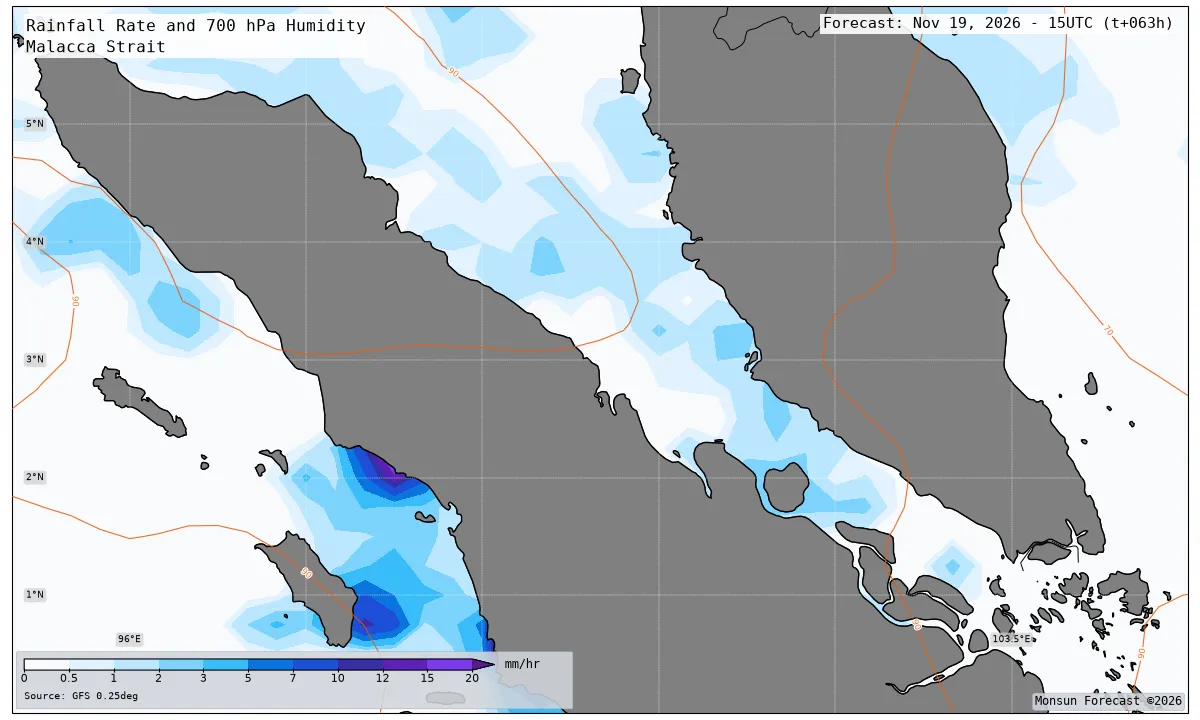 Rainfall Rate and 700 hPa Humidity
Malacca Strait
Forecast: Nov 19, 2026 - 15UTC (t+063h)
90
5°N
4°N
90
70
3°N
2°N
90
1°N
90
96°E
103.5°E
90
mm/hr
0 0.5 1 2 3 5 7 10 12 15 20
Source: GFS 0.25deg
Monsun Forecast ©2026